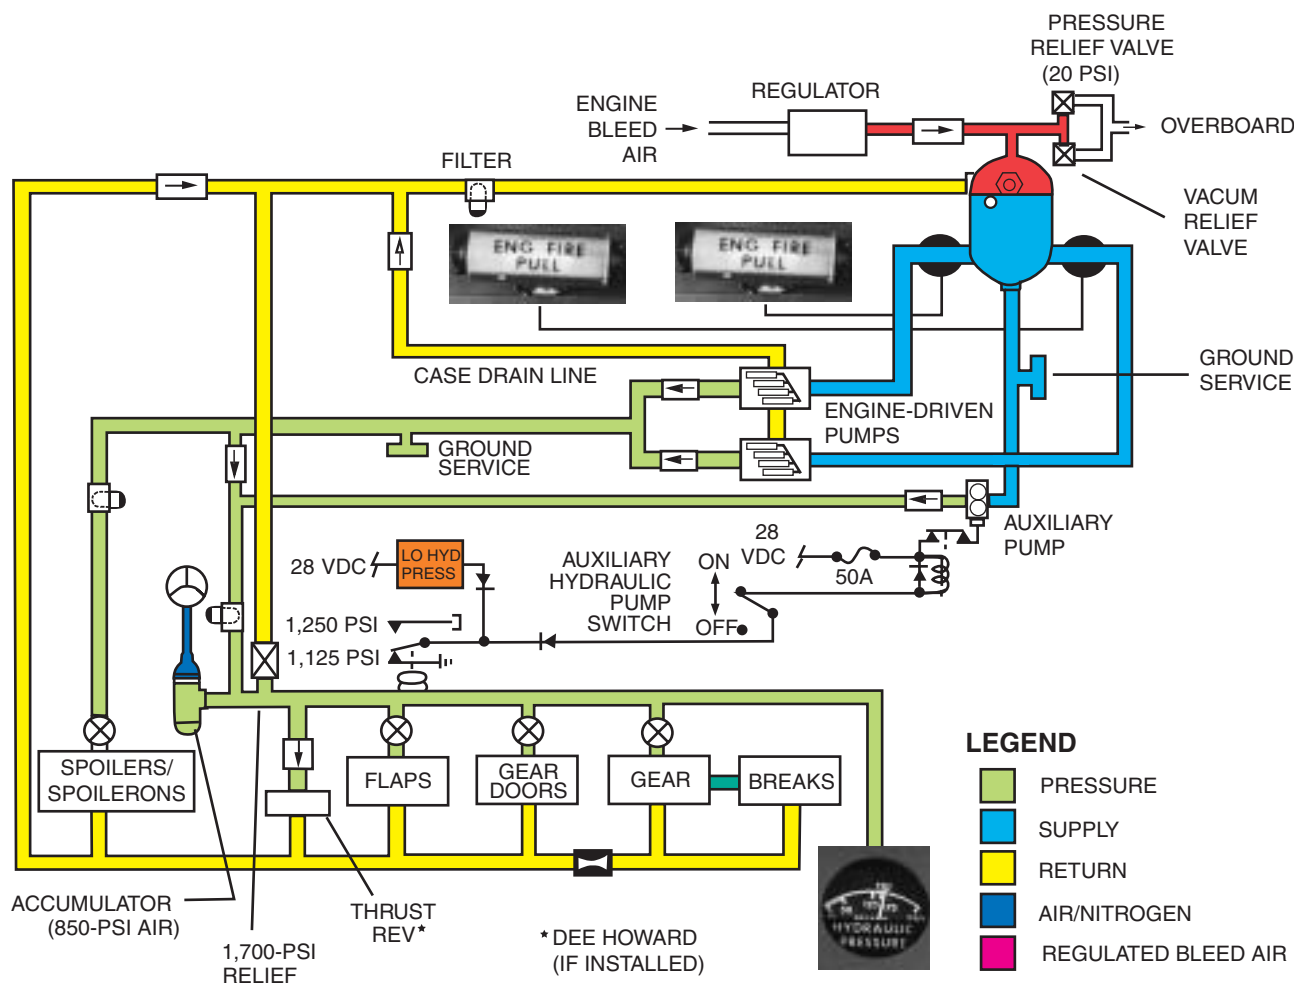 PRESSURE
RELIEF VALVE
(20 PSI)
REGULATOR
ENGINE
BLEED
AIR
OVERBOARD
FILTER
VACUM
RELIEF
VALVE
ENG FIRE
PULL
ENG FIRE
PULL
CASE DRAIN LINE
GROUND
SERVICE
ENGINE-DRIVEN
PUMPS
GROUND
SERVICE
AUXILIARY
PUMP
28
VDC
50A
28 VDC
LO HYD
PRESS
AUXILIARY
HYDRAULIC
PUMP
SWITCH
ON
OFF
1,250 PSI
1,125 PSI
SPOILERS/
SPOILERONS
FLAPS
GEAR
DOORS
GEAR
BREAKS
LEGEND
PRESSURE
SUPPLY
RETURN
AIR/NITROGEN
REGULATED BLEED AIR
ACCUMULATOR
(850-PSI AIR)
1,700-PSI
RELIEF
THRUST
REV*
* DEE HOWARD
(IF INSTALLED)
HYDRAULIC
PRESSURE